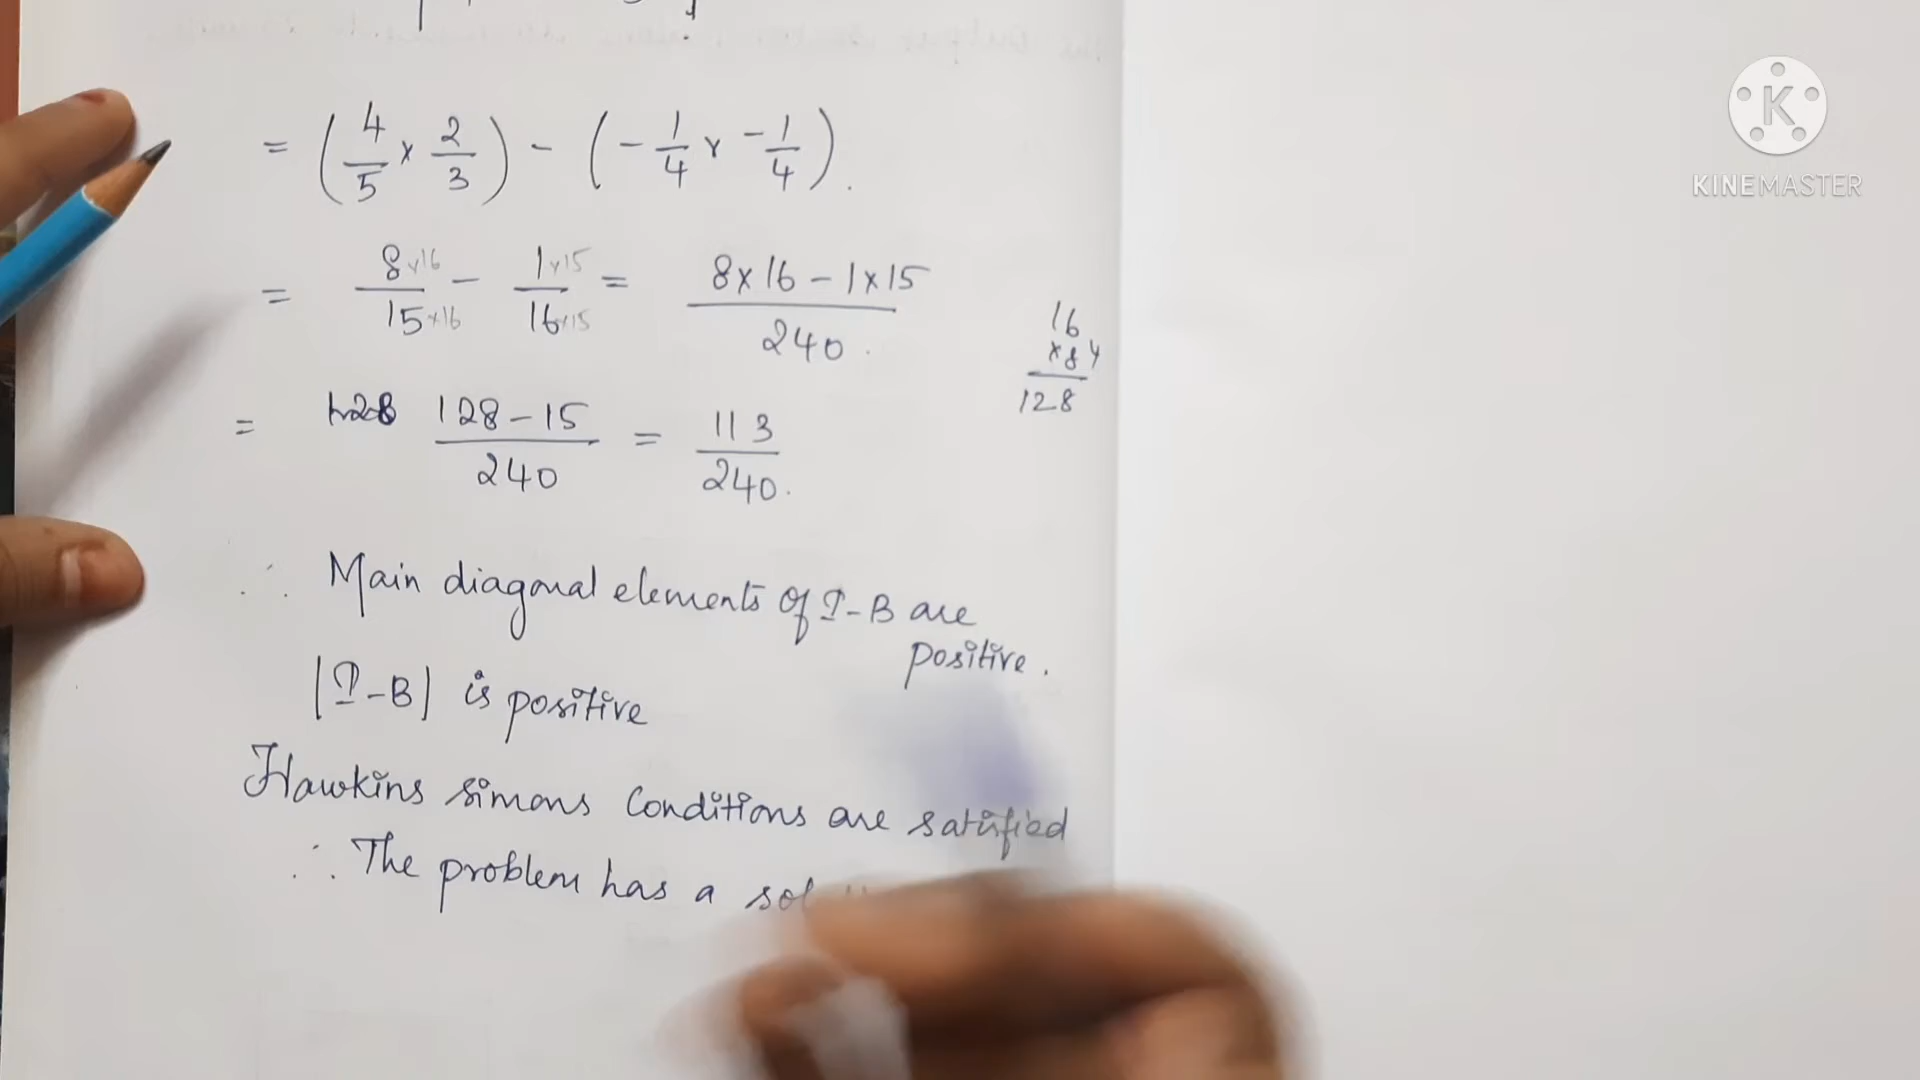 = (4/5 × 2/3) - (-1/4 × -1/4).
= 8×16/15×16 - 1×15/16×15 = 8×16-1×15/240.
16
×8
128
= 128 128-15/240 = 113/240.
∴ Main diagonal elements of I-B are
positive.
|I-B| is positive
Hawkins simons Conditions are satisfied
∴ The problem has a
K
KINEMASTER